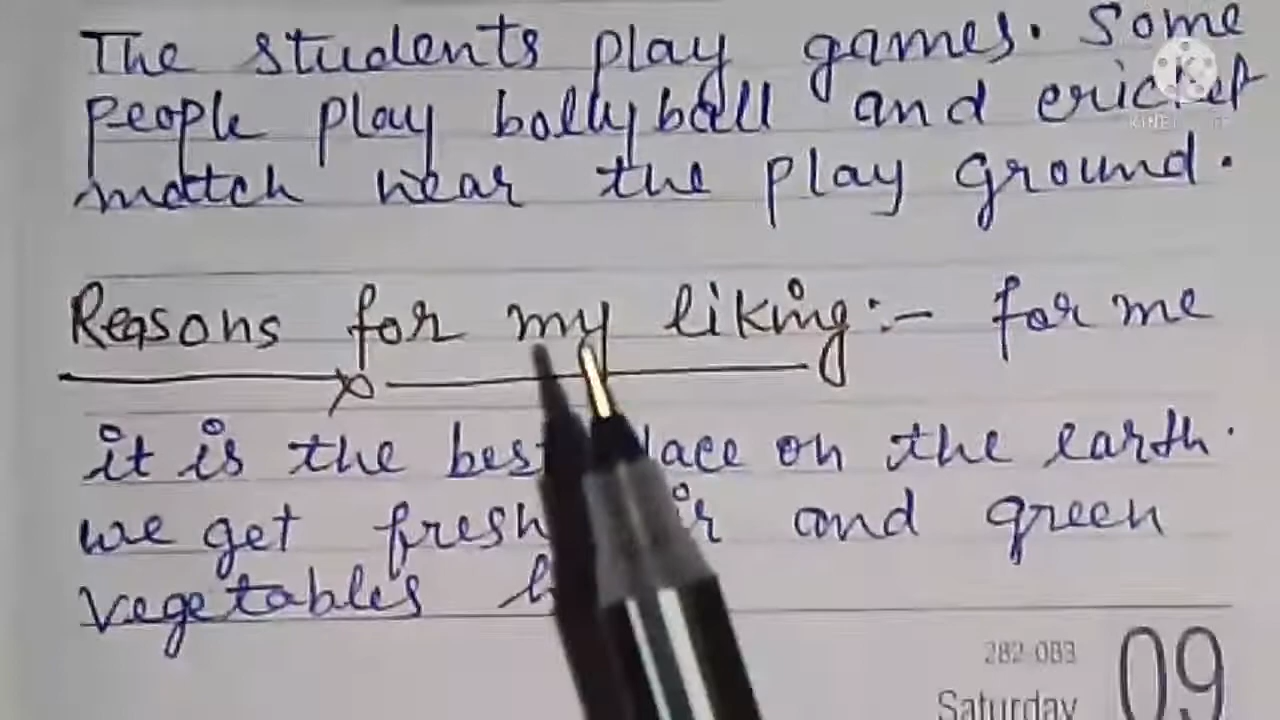 The students play games. Some
people play bollyball and cricket
match near the play ground.
Reasons for my liking :- for me
it is the best on the earth.
we get fresh and green
vegetables
282-083
Saturday
09